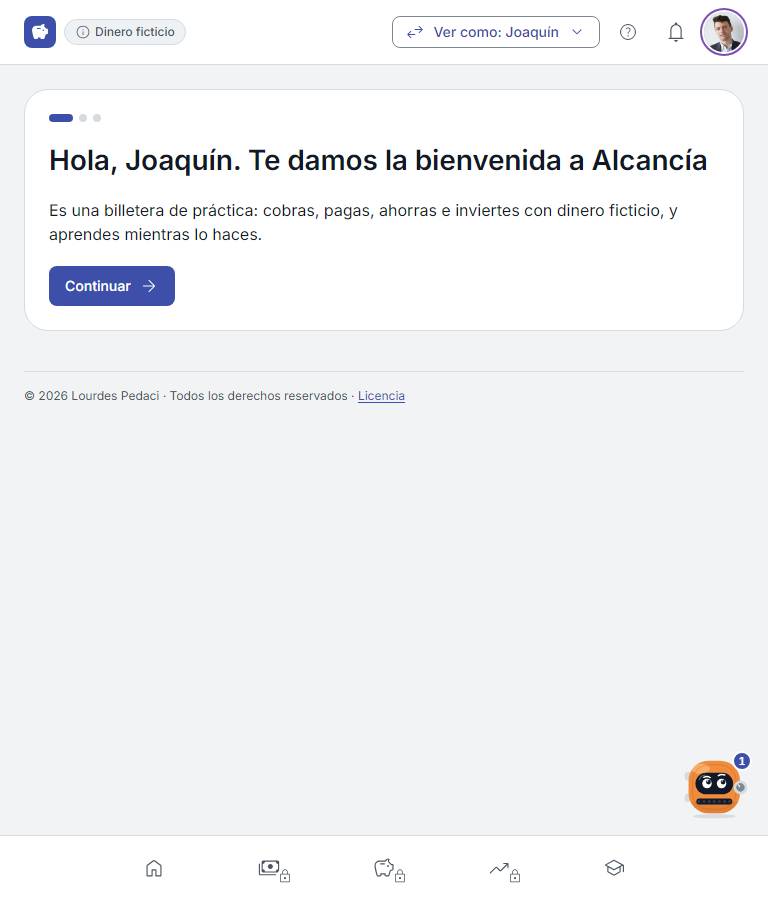 Dinero ficticio
Ver como: Joaquín
Hola, Joaquín. Te damos la bienvenida a Alcancía
Es una billetera de práctica: cobras, pagas, ahorras e inviertes con dinero ficticio, y
aprendes mientras lo haces.
Continuar
© 2026 Lourdes Pedaci · Todos los derechos reservados · Licencia
1